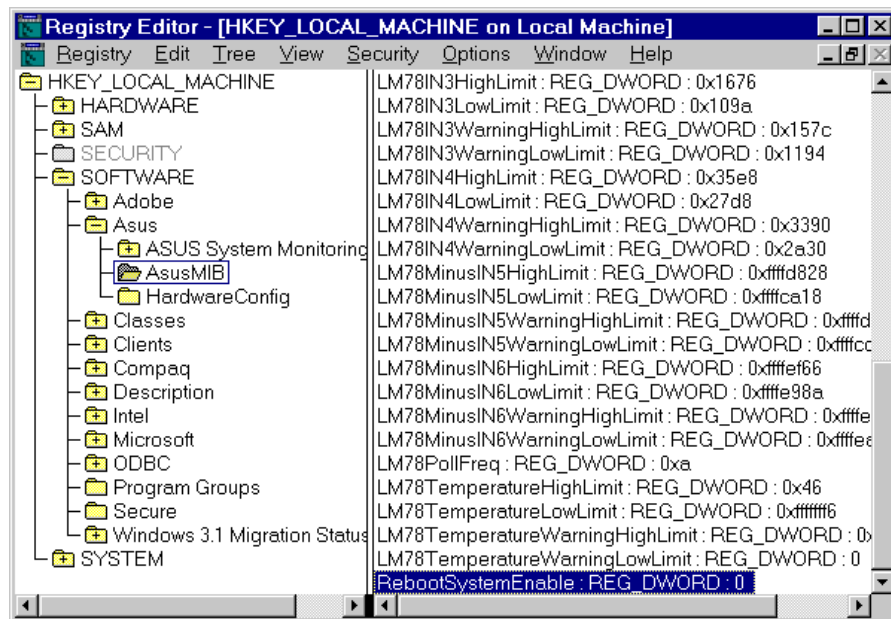 Registry Editor - [HKEY_LOCAL_MACHINE on Local Machine]
Registry Edit Tree View Security Options Window Help
HKEY_LOCAL_MACHINE
HARDWARE
SAM
SECURITY
SOFTWARE
Adobe
Asus
ASUS System Monitoring
AsusMIB
HardwareConfig
Classes
Clients
Compaq
Description
Intel
Microsoft
ODBC
Program Groups
Secure
Windows 3.1 Migration Status
SYSTEM
LM78IN3HighLimit : REG_DWORD : 0x1676
LM78IN3LowLimit : REG_DWORD : 0x109a
LM78IN3WarningHighLimit : REG_DWORD : 0x157c
LM78IN3WarningLowLimit : REG_DWORD : 0x1194
LM78IN4HighLimit : REG_DWORD : 0x35e8
LM78IN4LowLimit : REG_DWORD : 0x27d8
LM78IN4WarningHighLimit : REG_DWORD : 0x3390
LM78IN4WarningLowLimit : REG_DWORD : 0x2a30
LM78MinusIN5HighLimit : REG_DWORD : 0xffffd828
LM78MinusIN5LowLimit : REG_DWORD : 0xffffca18
LM78MinusIN5WarningHighLimit : REG_DWORD : 0xffffd
LM78MinusIN5WarningLowLimit : REG_DWORD : 0xffffcc
LM78MinusIN6HighLimit : REG_DWORD : 0xffffef66
LM78MinusIN6LowLimit : REG_DWORD : 0xffffe98a
LM78MinusIN6WarningHighLimit : REG_DWORD : 0xffffe
LM78MinusIN6WarningLowLimit : REG_DWORD : 0xffffea
LM78PollFreq : REG_DWORD : 0xa
LM78TemperatureHighLimit : REG_DWORD : 0x46
LM78TemperatureLowLimit : REG_DWORD : 0xfffffff6
LM78TemperatureWarningHighLimit : REG_DWORD : 0x
LM78TemperatureWarningLowLimit : REG_DWORD : 0
RebootSystemEnable : REG_DWORD : 0